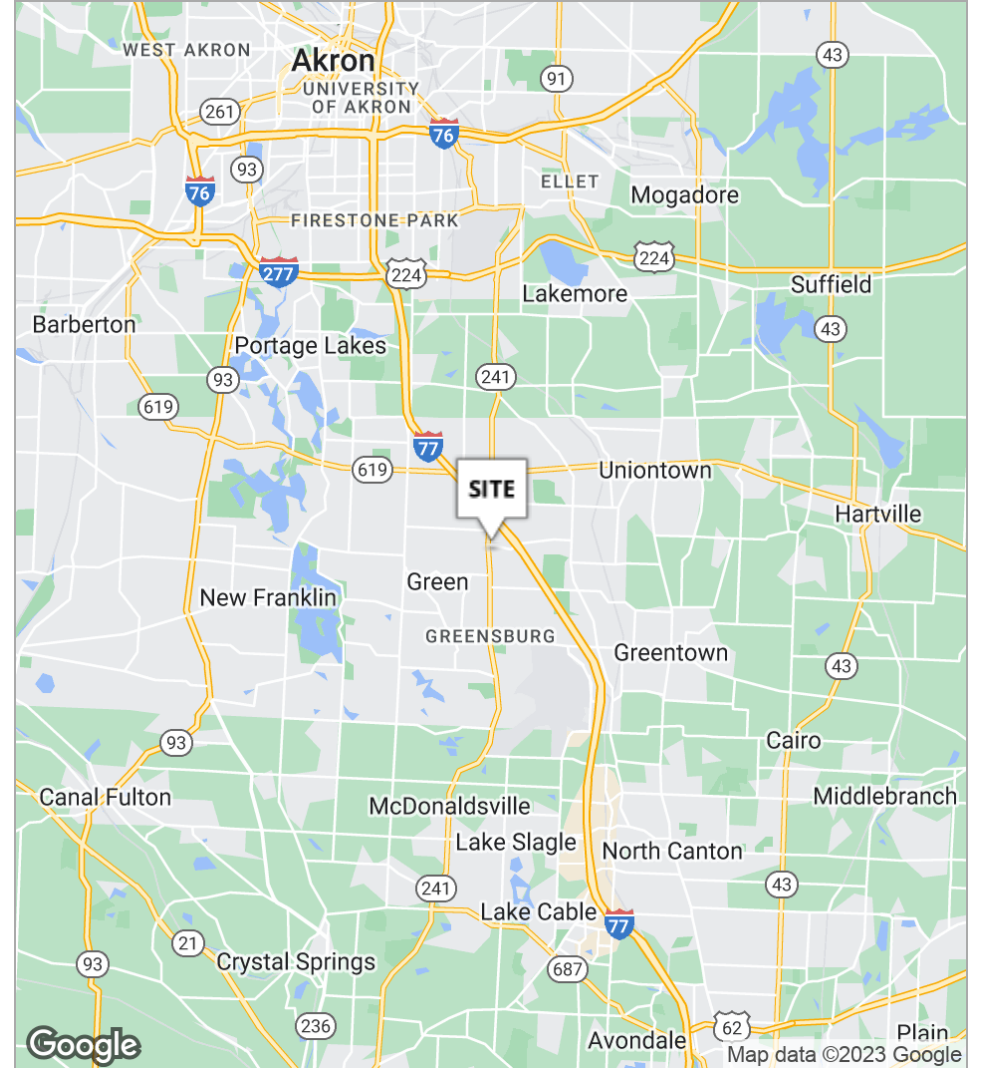 WEST AKRON
Akron
43
UNIVERSITY
OF AKRON
91
261
76
93
76
ELLET
Mogadore
FIRESTONE PARK
277
224
224
Lakemore
Suffield
Barberton
43
Portage Lakes
93
241
619
77
619
Uniontown
SITE
Hartville
Green
New Franklin
GREENSBURG
Greentown
43
93
Cairo
Canal Fulton
McDonaldsville
Middlebranch
Lake Slagle
North Canton
241
43
Lake Cable
77
21
93
Crystal Springs
687
236
62
Google
Avondale
Plain
Map data ©2023 Google